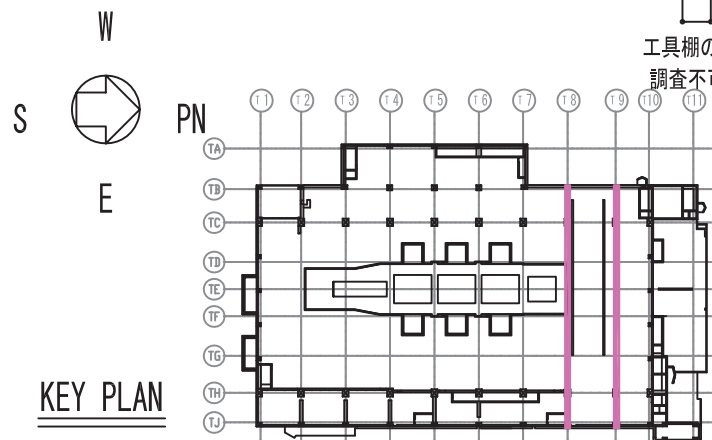 W
工具棚の
調査不可
S
PN
E
T1 T2 T3 T4 T5 T6 T7 T8 T9 T10 T11
TA
TB
TC
TD
TE
TF
TG
TH
TJ
KEY PLAN